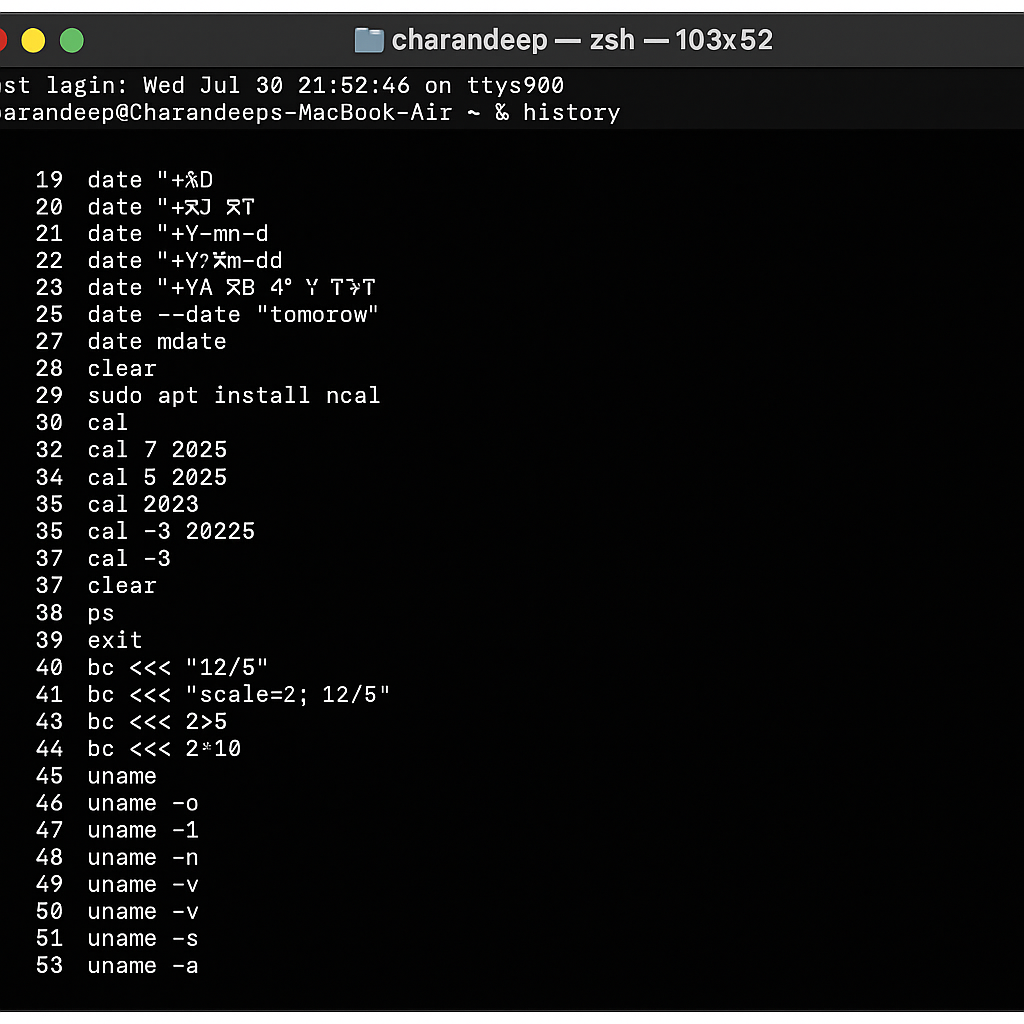 charandeep — zsh — 103x52
st lagin: Wed Jul 30 21:52:46 on ttys900
arandeep@Charandeeps-MacBook-Air ~ % history
19 date "+%D
20 date "+
21 date "+Y-mn-d
22 date "+Y?
23 date "+YA
25 date --date "tomorow"
27 date mdate
28 clear
29 sudo apt install ncal
30 cal
32 cal 7 2025
34 cal 5 2025
35 cal 2023
35 cal -3 20225
37 cal -3
37 clear
38 ps
39 exit
40 bc <<< "12/5"
41 bc <<< "scale=2; 12/5"
43 bc <<< 2>5
44 bc <<< 2*10
45 uname
46 uname -o
47 uname -1
48 uname -n
49 uname -v
50 uname -v
51 uname -s
53 uname -a